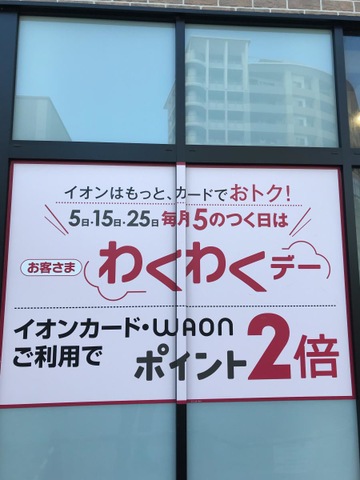 イオンはもっと、カードでおトク!
5日・15日・25日 毎月5のつく日は
お客さま わくわくデー
イオンカード・WAON
ご利用で ポイント2倍